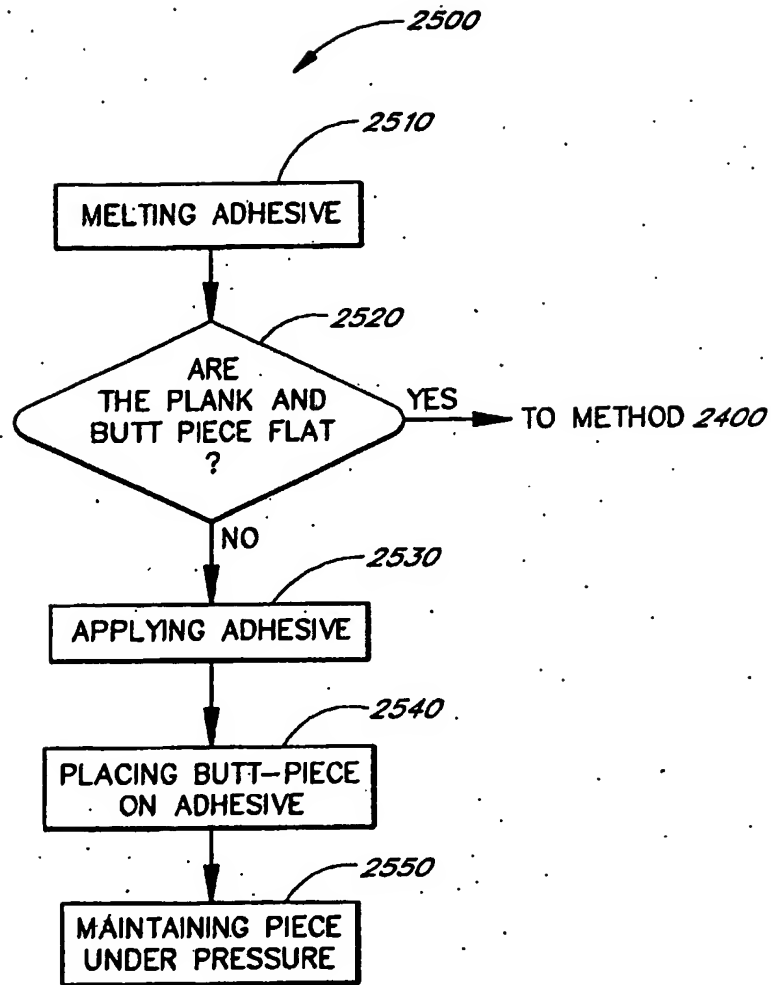 2500
2510
MELTING ADHESIVE
2520
ARE
THE PLANK AND
BUTT PIECE FLAT
?
YES
TO METHOD 2400
NO
2530
APPLYING ADHESIVE
2540
PLACING BUTT-PIECE
ON ADHESIVE
2550
MAINTAINING PIECE
UNDER PRESSURE